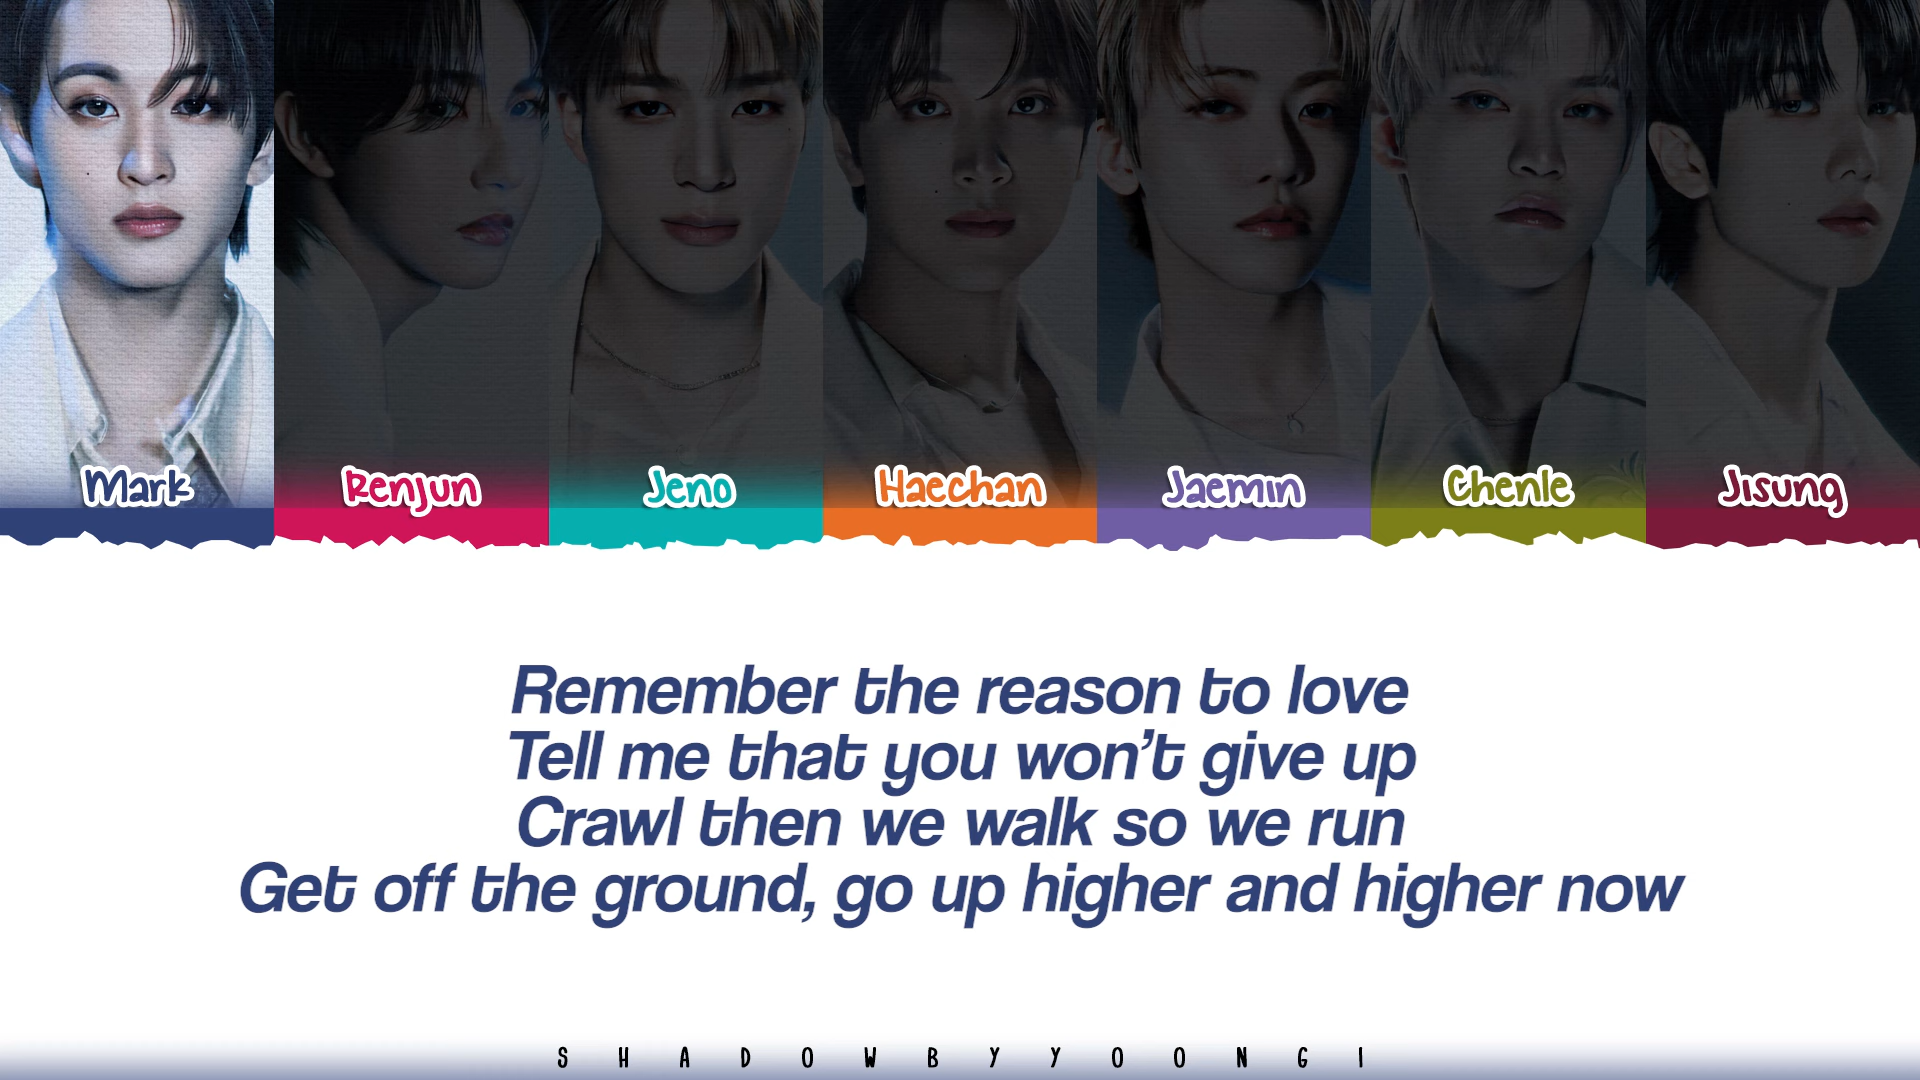 Mark Renjun Jeno Haechan Jaemin Chenle Jisung
Remember the reason to love
Tell me that you won’t give up
Crawl then we walk so we run
Get off the ground, go up higher and higher now
SHADOWBYYOONGI